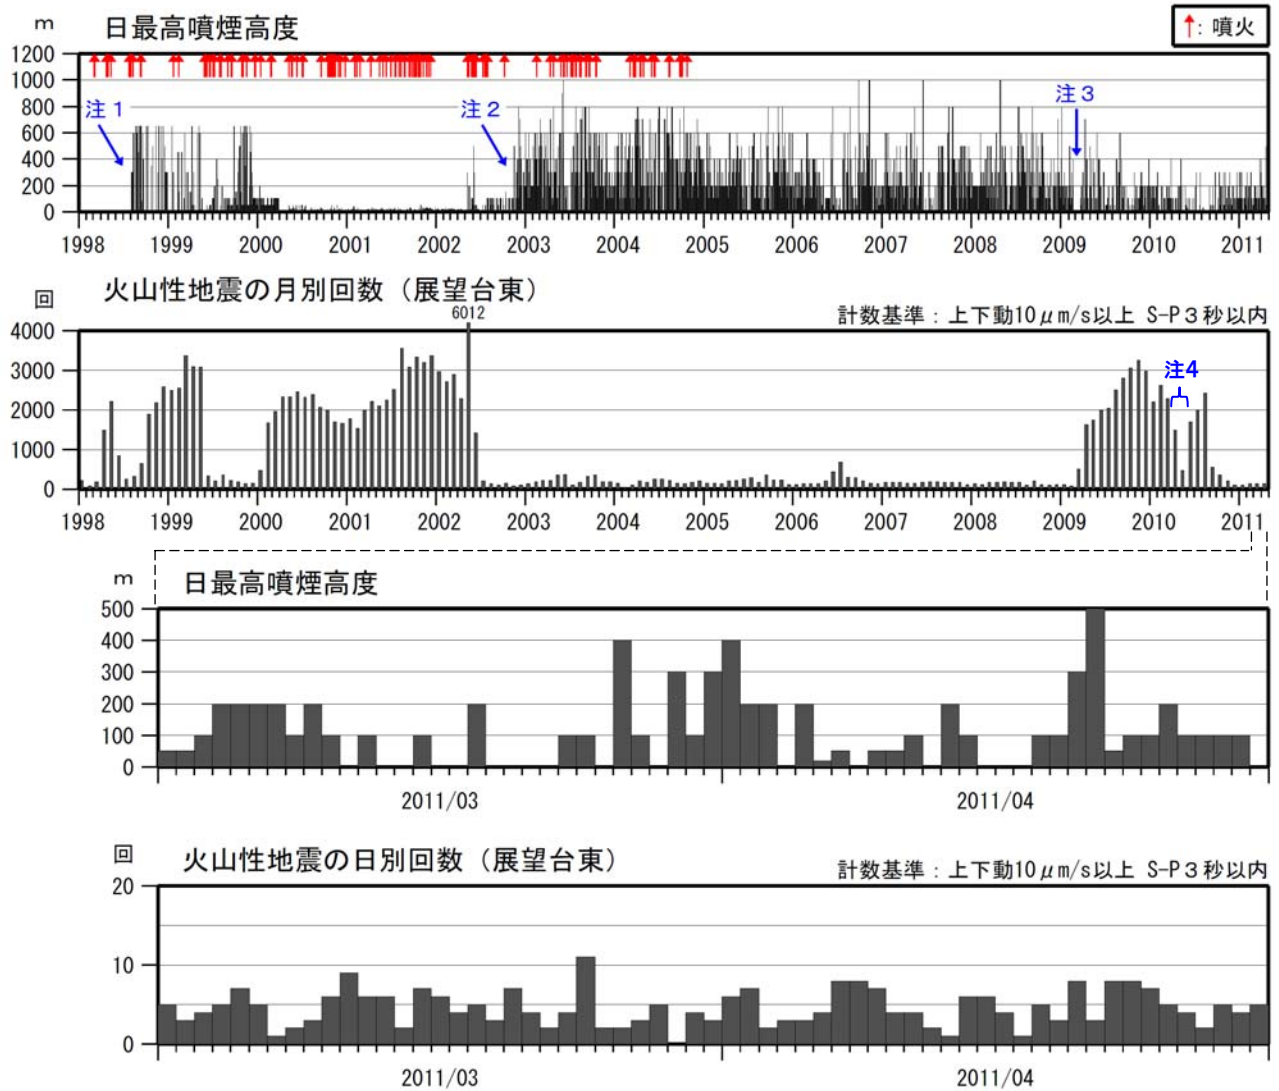 m
日最高噴煙高度
↑: 噴火
1200
1000
800
600
400
200
0
注1
注2
注3
1998 1999 2000 2001 2002 2003 2004 2005 2006 2007 2008 2009 2010 2011
回
火山性地震の月別回数（展望台東）
計数基準：上下動10μm/s以上 S-P3秒以内
6012
4000
3000
2000
1000
0
注4
1998 1999 2000 2001 2002 2003 2004 2005 2006 2007 2008 2009 2010 2011
m
日最高噴煙高度
500
400
300
200
100
0
2011/03 2011/04
回
火山性地震の日別回数（展望台東）
計数基準：上下動10μm/s以上 S-P3秒以内
20
10
0
2011/03 2011/04